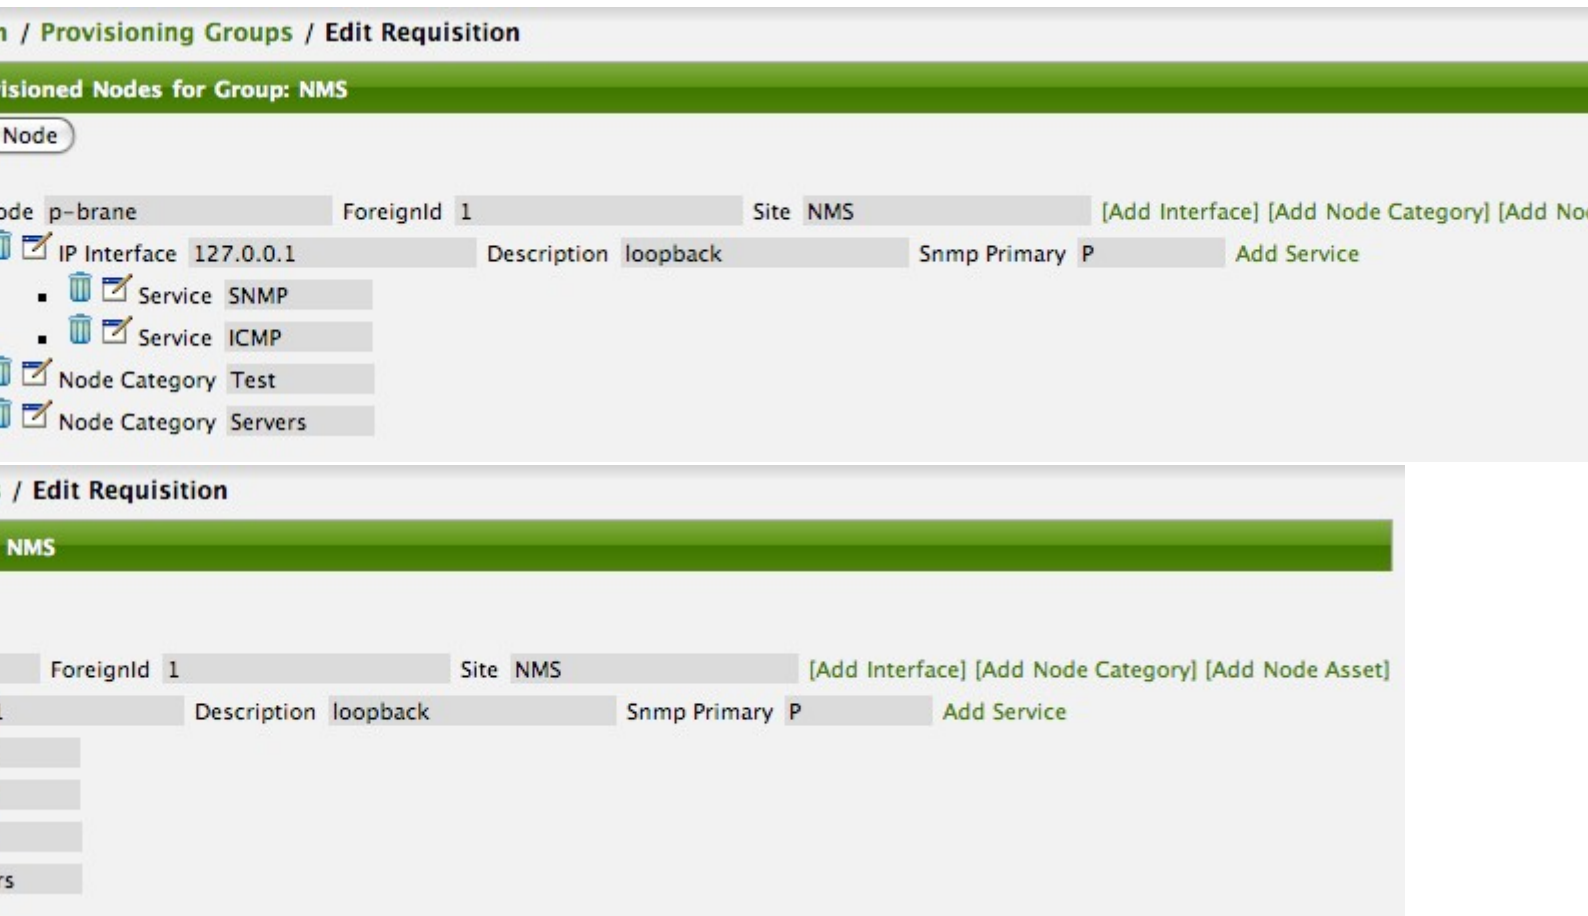 n / Provisioning Groups / Edit Requisition
isioned Nodes for Group: NMS
Node
ode p-brane ForeignId 1 Site NMS [Add Interface] [Add Node Category] [Add No
IP Interface 127.0.0.1 Description loopback Snmp Primary P Add Service
Service SNMP
Service ICMP
Node Category Test
Node Category Servers
/ Edit Requisition
NMS
ForeignId 1 Site NMS [Add Interface] [Add Node Category] [Add Node Asset]
Description loopback Snmp Primary P Add Service
rs